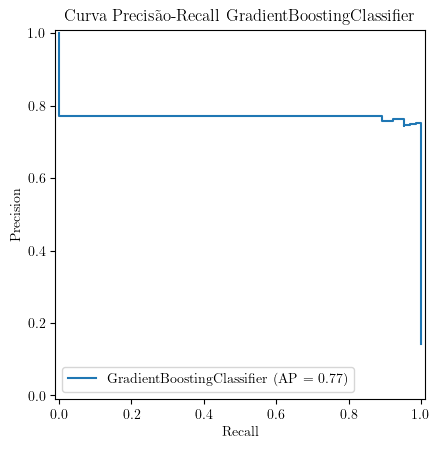 Curva Precisão-Recall GradientBoostingClassifier
1.0
0.8
0.6
0.4
0.2
0.0
Precision
GradientBoostingClassifier (AP = 0.77)
0.0 0.2 0.4 0.6 0.8 1.0
Recall